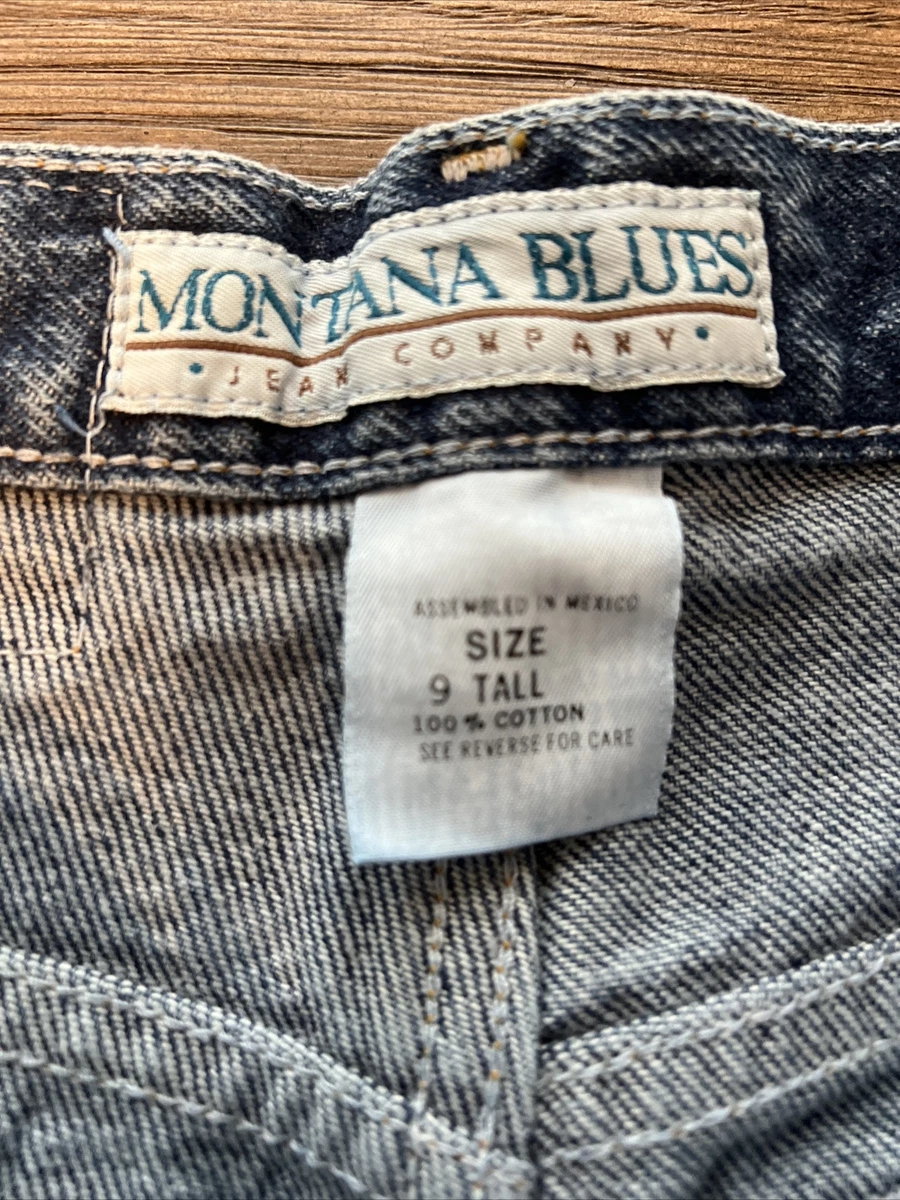 MONTANA BLUES
• JEAN COMPANY •
ASSEMBLED IN MEXICO
SIZE
9 TALL
100% COTTON
SEE REVERSE FOR CARE